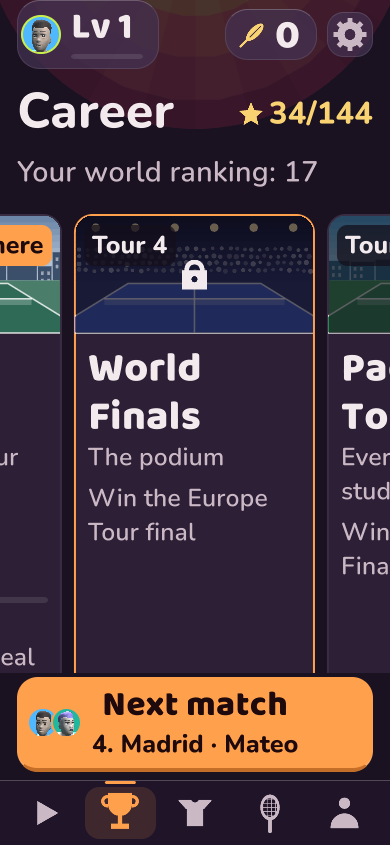 Lv 1
0
Career
34/144
Your world ranking: 17
here
Tour 4
World
Finals
The podium
Win the Europe
Tour final
Next match
4. Madrid · Mateo